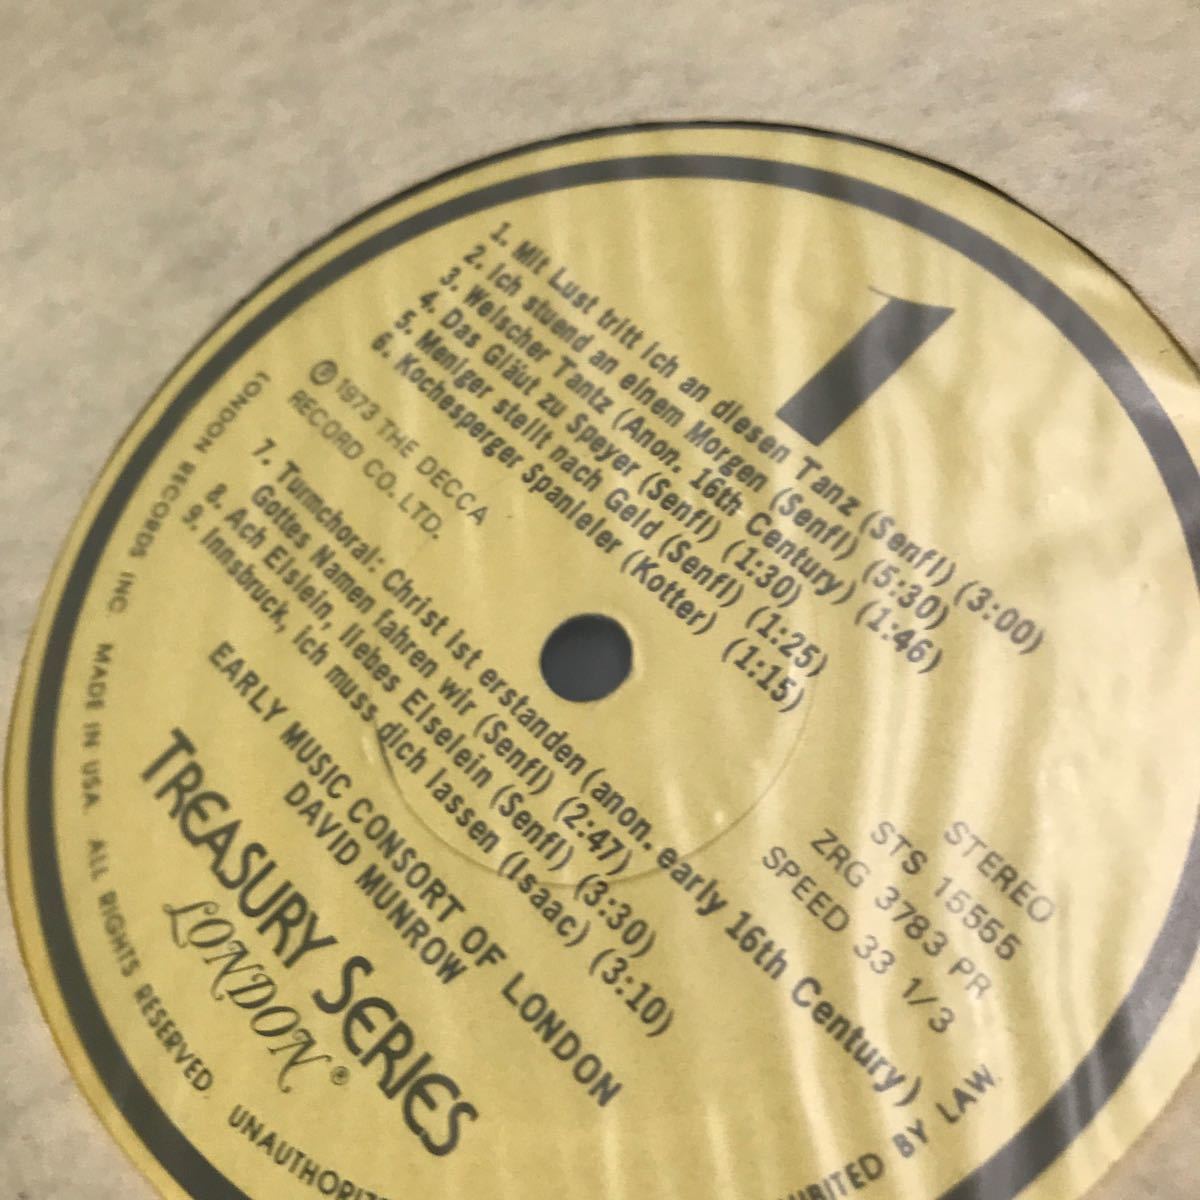 1
1. Mit Lust tritt ich an diesen Tanz (Senfl) (3:00)
2. Ich stuend an einem Morgen (Senfl) (5:30)
3. Welscher Tantz (Anon. 16th Century) (1:46)
4. Das Gläut zu Speyer (Senfl) (1:30)
5. Meniger stellt nach Geld (Senfl) (1:25)
6. Kochesperger Spanieler (Kotter) (1:15)
℗ 1973 THE DECCA
RECORD CO. LTD.
STEREO
STS 15555
ZRG 3783 PR
SPEED 33 1/3
7. Turmchoral: Christ ist erstanden (anon. early 16th Century)
Gottes Namen fahren wir (Senfl) (2:47)
8. Ach Elslein, liebes Elselein (Senfl) (3:30)
9. Innsbruck, ich muss dich lassen (Isaac) (3:10)
EARLY MUSIC CONSORT OF LONDON
DAVID MUNROW
TREASURY SERIES
LONDON ®
LONDON RECORDS INC. MADE IN USA. ALL RIGHTS RESERVED. BY LAW.